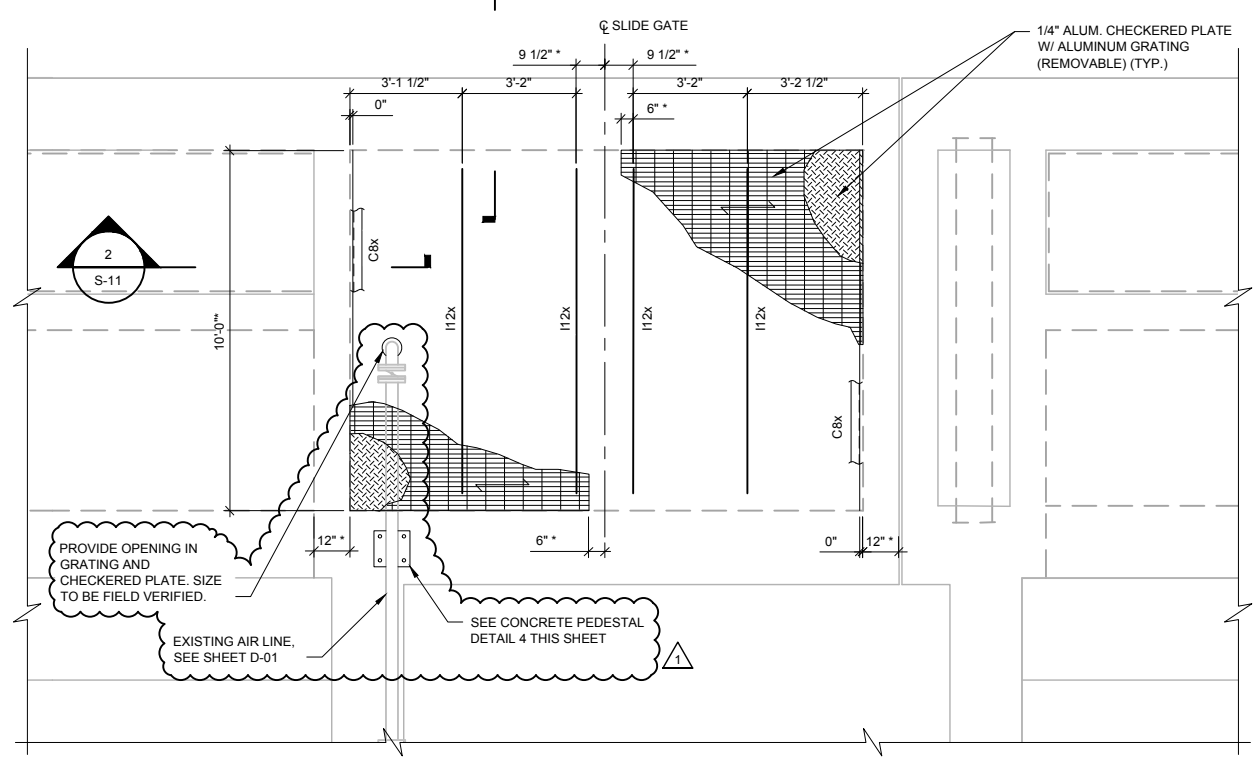 ℄ SLIDE GATE
1/4" ALUM. CHECKERED PLATE
W/ ALUMINUM GRATING
(REMOVABLE) (TYP.)
9 1/2" *
9 1/2" *
3'-1 1/2"
3'-2"
3'-2"
3'-2 1/2"
0"
6" *
2
S-11
C8x
10'-0"*
I12x
I12x
I12x
I12x
C8x
12" *
6" *
0"
12" *
PROVIDE OPENING IN
GRATING AND
CHECKERED PLATE. SIZE
TO BE FIELD VERIFIED.
EXISTING AIR LINE,
SEE SHEET D-01
SEE CONCRETE PEDESTAL
DETAIL 4 THIS SHEET
1